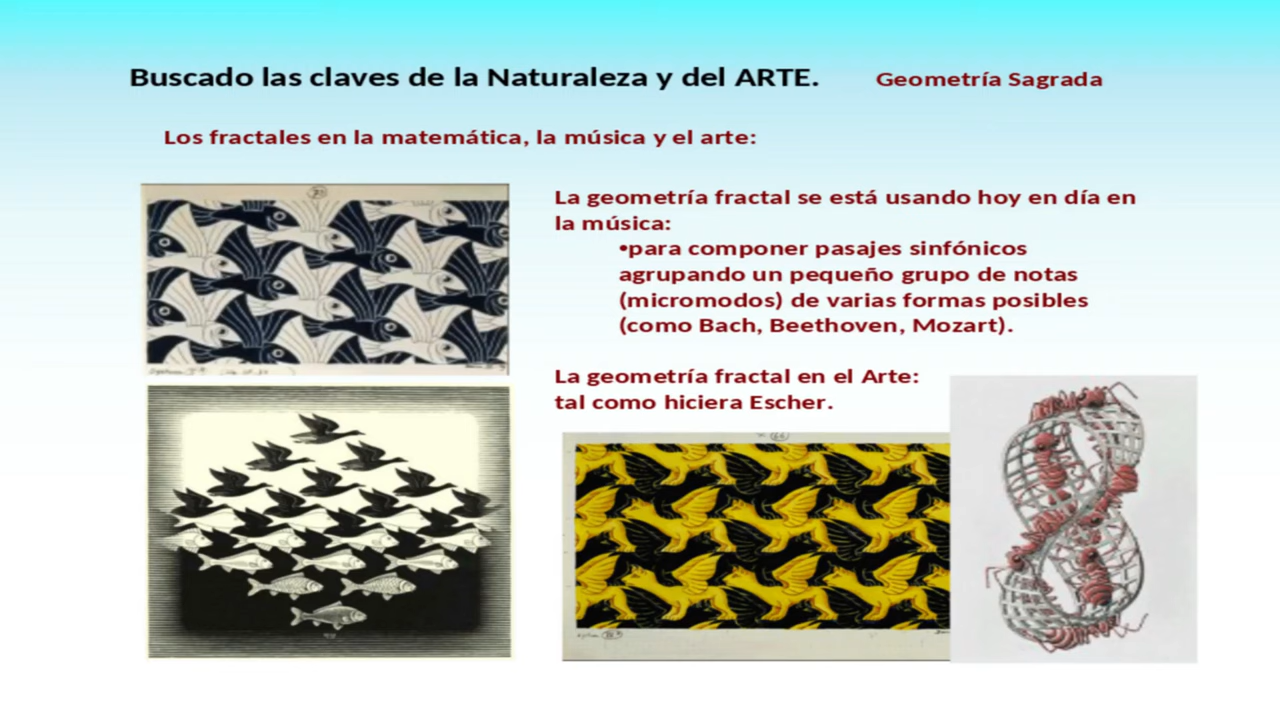 Buscado las claves de la Naturaleza y del ARTE. Geometría Sagrada
Los fractales en la matemática, la música y el arte:
La geometría fractal se está usando hoy en día en
la música:
•para componer pasajes sinfónicos
agrupando un pequeño grupo de notas
(micromodos) de varias formas posibles
(como Bach, Beethoven, Mozart).
La geometría fractal en el Arte:
tal como hiciera Escher.